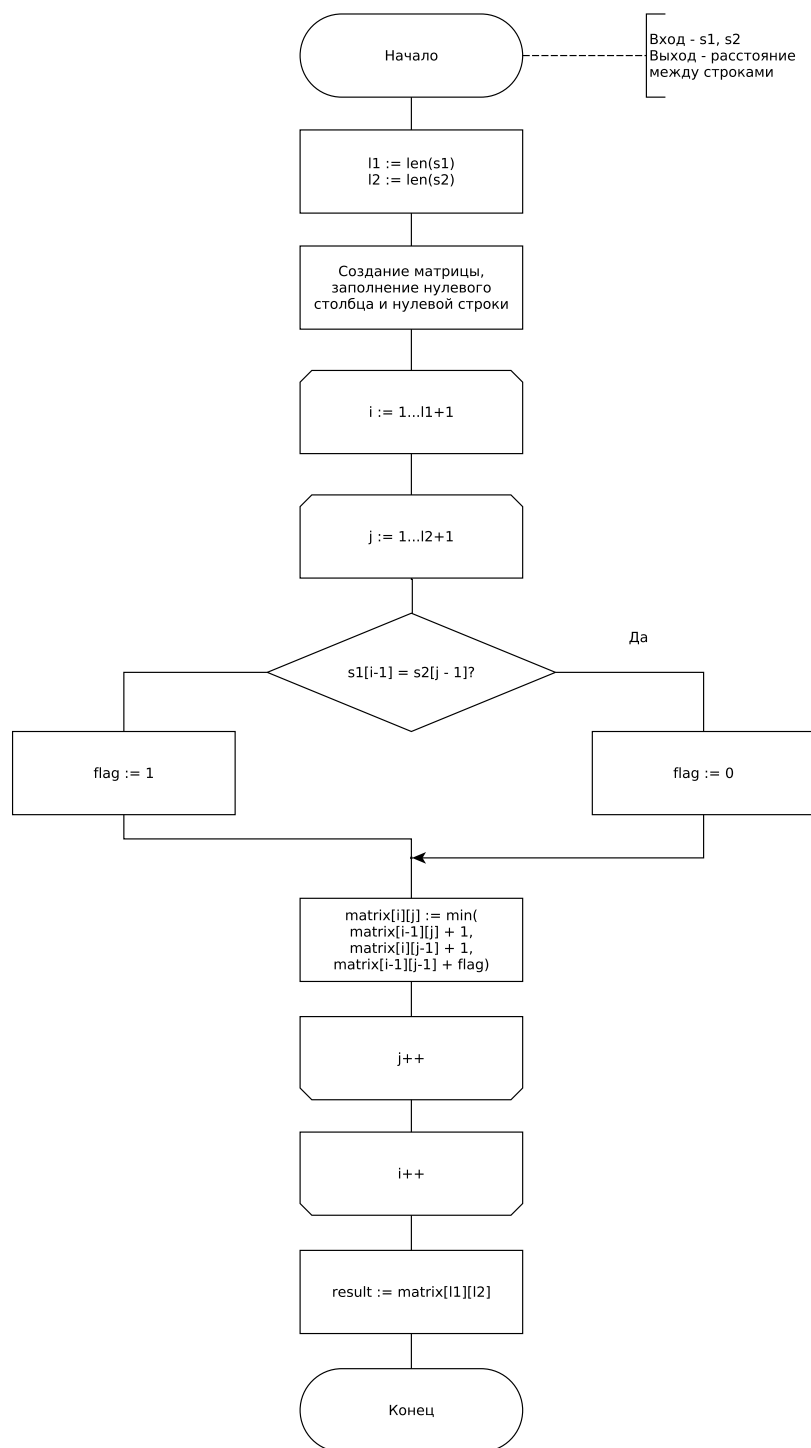 Начало
Вход - s1, s2
Выход - расстояние
между строками
l1 := len(s1)
l2 := len(s2)
Создание матрицы,
заполнение нулевого
столбца и нулевой строки
i := 1...l1+1
j := 1...l2+1
Да
s1[i-1] = s2[j - 1]?
flag := 1
flag := 0
matrix[i][j] := min(
matrix[i-1][j] + 1,
matrix[i][j-1] + 1,
matrix[i-1][j-1] + flag)
j++
i++
result := matrix[l1][l2]
Конец